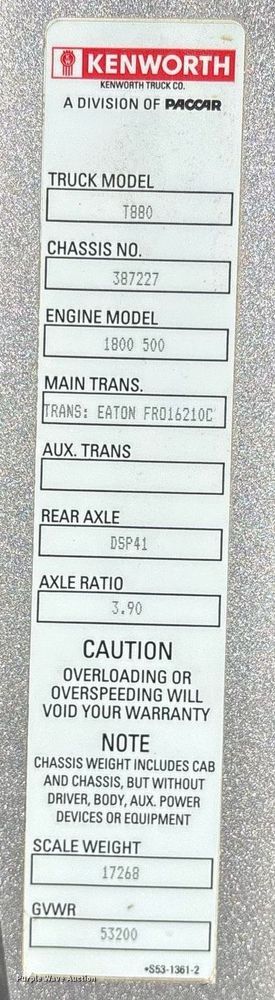 KENWORTH
KENWORTH TRUCK CO.
A DIVISION OF PACCAR
TRUCK MODEL
T880
CHASSIS NO.
387227
ENGINE MODEL
1800 500
MAIN TRANS.
TRANS: EATON FRO16210C
AUX. TRANS
REAR AXLE
DSP41
AXLE RATIO
3.90
CAUTION
OVERLOADING OR
OVERSPEEDING WILL
VOID YOUR WARRANTY
NOTE
CHASSIS WEIGHT INCLUDES CAB
AND CHASSIS, BUT WITHOUT
DRIVER, BODY, AUX. POWER
DEVICES OR EQUIPMENT
SCALE WEIGHT
17268
GVWR
53200
•S53-1361-2
Purple Wave Auction